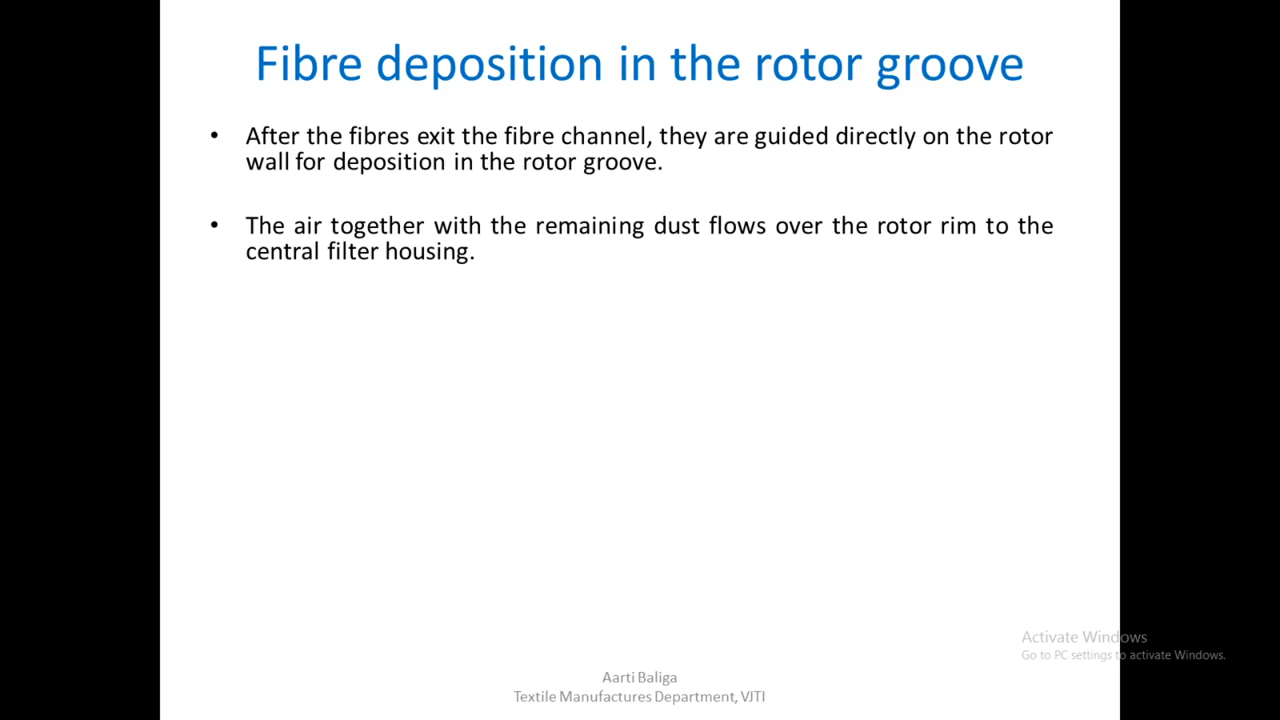 Fibre deposition in the rotor groove
• After the fibres exit the fibre channel, they are guided directly on the rotor
wall for deposition in the rotor groove.
• The air together with the remaining dust flows over the rotor rim to the
central filter housing.
Activate Windows
Go to PC settings to activate Windows.
Aarti Baliga
Textile Manufactures Department, VJTI